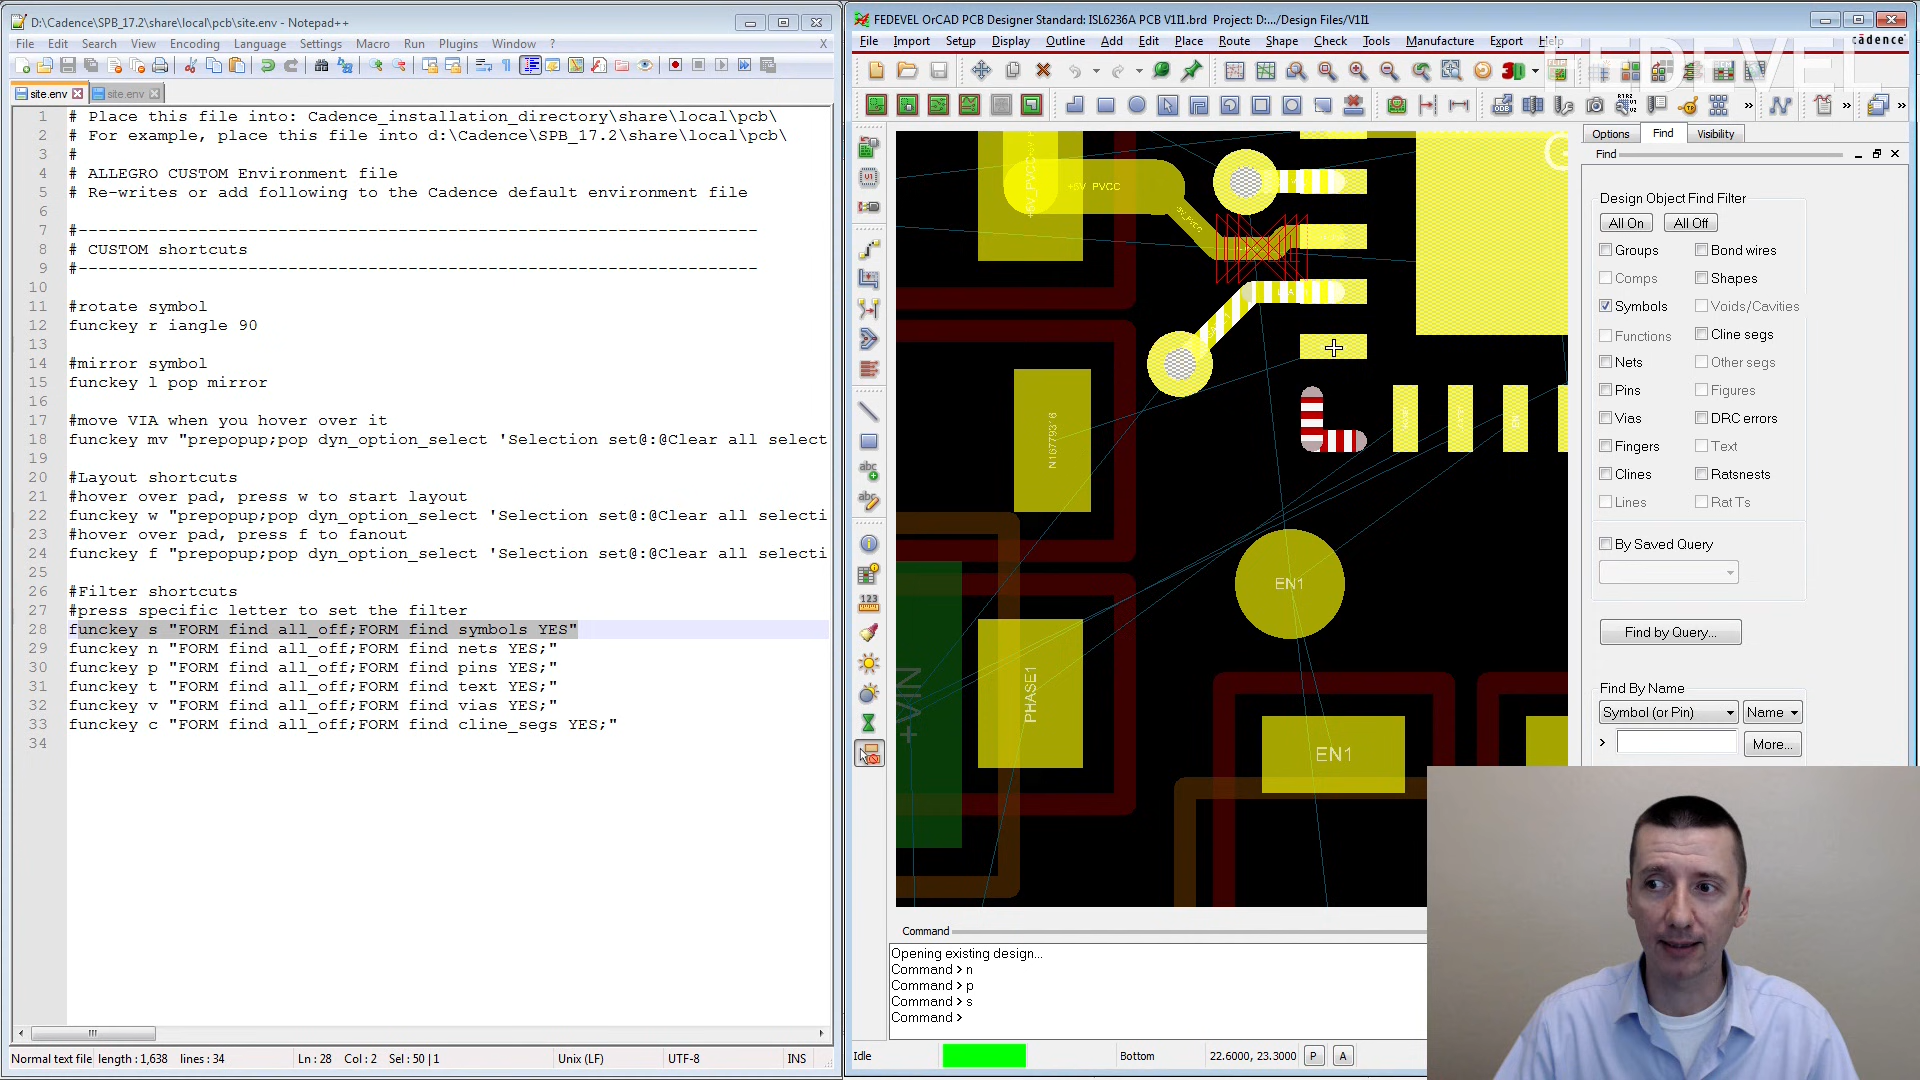 D:\Cadence\SPB_17.2\share\local\pcb\site.env - Notepad++
File Edit Search View Encoding Language Settings Macro Run Plugins Window ? X
site.env site.env
1 # Place this file into: Cadence_installation_directory\share\local\pcb\
2 # For example, place this file into d:\Cadence\SPB_17.2\share\local\pcb\
3 #
4 # ALLEGRO CUSTOM Environment file
5 # Re-writes or add following to the Cadence default environment file
6
7 #--------------------------------------------------------------------
8 # CUSTOM shortcuts
9 #--------------------------------------------------------------------
10
11 #rotate symbol
12 funckey r iangle 90
13
14 #mirror symbol
15 funckey l pop mirror
16
17 #move VIA when you hover over it
18 funckey mv "prepopup;pop dyn_option_select 'Selection set@:@Clear all select
19
20 #Layout shortcuts
21 #hover over pad, press w to start layout
22 funckey w "prepopup;pop dyn_option_select 'Selection set@:@Clear all selecti
23 #hover over pad, press f to fanout
24 funckey f "prepopup;pop dyn_option_select 'Selection set@:@Clear all selecti
25
26 #Filter shortcuts
27 #press specific letter to set the filter
28 funckey s "FORM find all_off;FORM find symbols YES"
29 funckey n "FORM find all_off;FORM find nets YES;"
30 funckey p "FORM find all_off;FORM find pins YES;"
31 funckey t "FORM find all_off;FORM find text YES;"
32 funckey v "FORM find all_off;FORM find vias YES;"
33 funckey c "FORM find all_off;FORM find cline_segs YES;"
34
Normal text file length : 1,638 lines : 34 Ln : 28 Col : 2 Sel : 50 | 1 Unix (LF) UTF-8 INS
FEDEVEL OrCAD PCB Designer Standard: ISL6236A PCB V1I1.brd Project: D:.../Design Files/V1I1
File Import Setup Display Outline Add Edit Place Route Shape Check Tools Manufacture Export Help
cādence
FEDEVEL
+5V_PVCC
+5V_PVCC
+5V_PVCC
N16779376
PHASE1
+VIN
EN1
EN1
Options Find Visibility
Find
Design Object Find Filter
All On All Off
Groups Bond wires
Comps Shapes
Symbols Voids/Cavities
Functions Cline segs
Nets Other segs
Pins Figures
Vias DRC errors
Fingers Text
Clines Ratsnests
Lines Rat Ts
By Saved Query
Find by Query...
Find By Name
Symbol (or Pin) Name
> More...
Command
Opening existing design...
Command > n
Command > p
Command > s
Command >
Idle Bottom 22.6000, 23.3000 P A